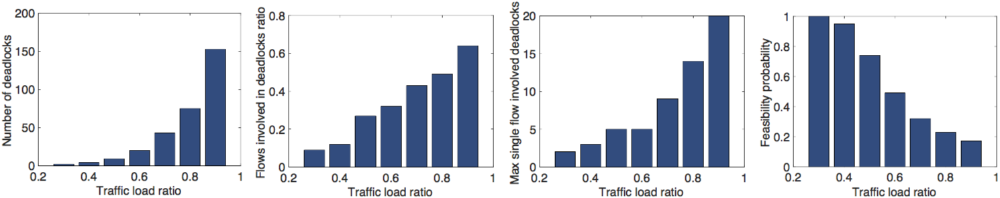 Number of deadlocks
200
150
100
50
0
0.2 0.4 0.6 0.8 1
Traffic load ratio
Flows involved in deadlocks ratio
0.8
0.6
0.4
0.2
0
0.2 0.4 0.6 0.8 1
Traffic load ratio
Max single flow involved deadlocks
20
15
10
5
0
0.2 0.4 0.6 0.8 1
Traffic load ratio
Feasibility probability
1
0.8
0.6
0.4
0.2
0
0.2 0.4 0.6 0.8 1
Traffic load ratio